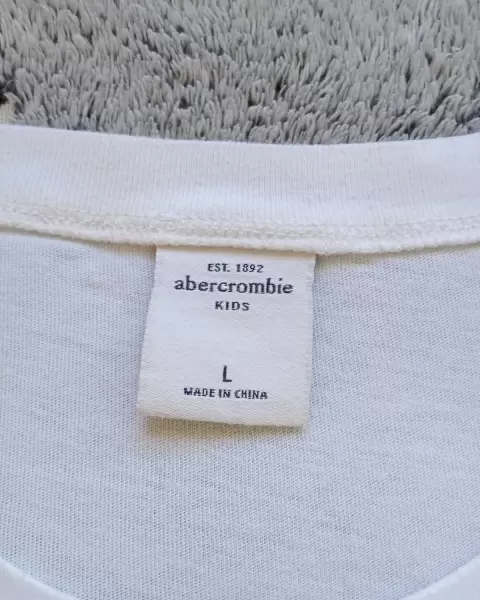 EST. 1892
abercrombie
KIDS
L
MADE IN CHINA